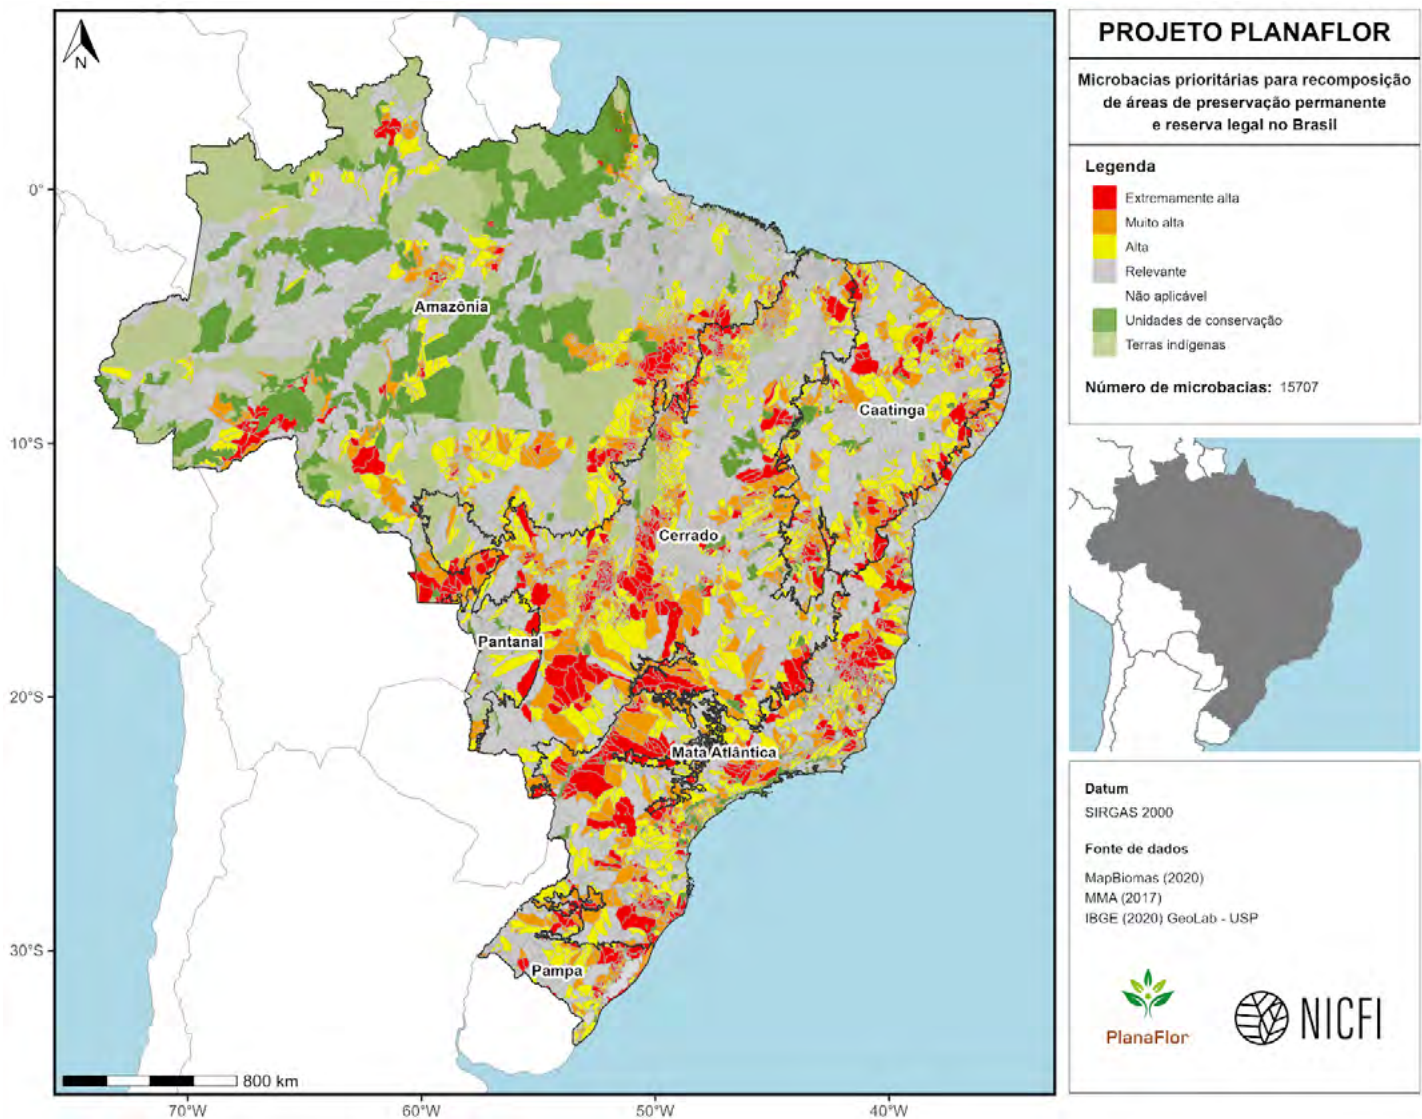 N
0°
10°S
20°S
30°S
70°W
60°W
50°W
40°W
800 km
Amazônia
Caatinga
Cerrado
Pantanal
Mata Atlântica
Pampa
PROJETO PLANAFLOR
Microbacias prioritárias para recomposição
de áreas de preservação permanente
e reserva legal no Brasil
Legenda
Extremamente alta
Muito alta
Alta
Relevante
Não aplicável
Unidades de conservação
Terras indígenas
Número de microbacias: 15707
Datum
SIRGAS 2000
Fonte de dados
MapBiomas (2020)
MMA (2017)
IBGE (2020) GeoLab - USP
PlanaFlor
NICFI